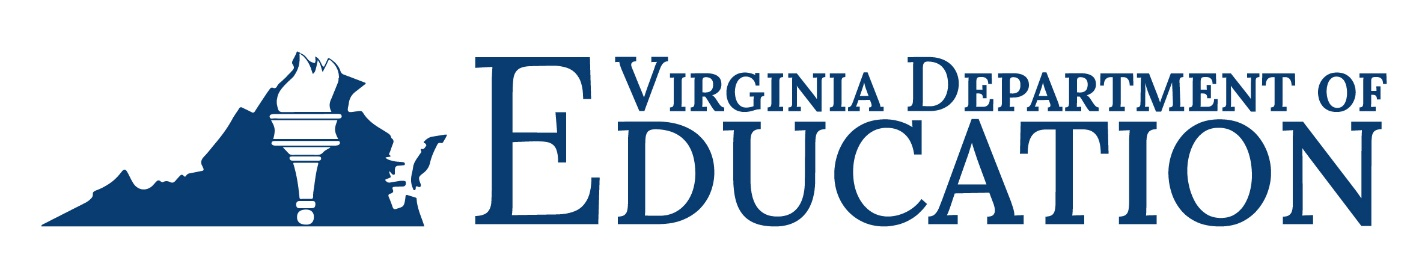 VIRGINIA DEPARTMENT OF
EDUCATION